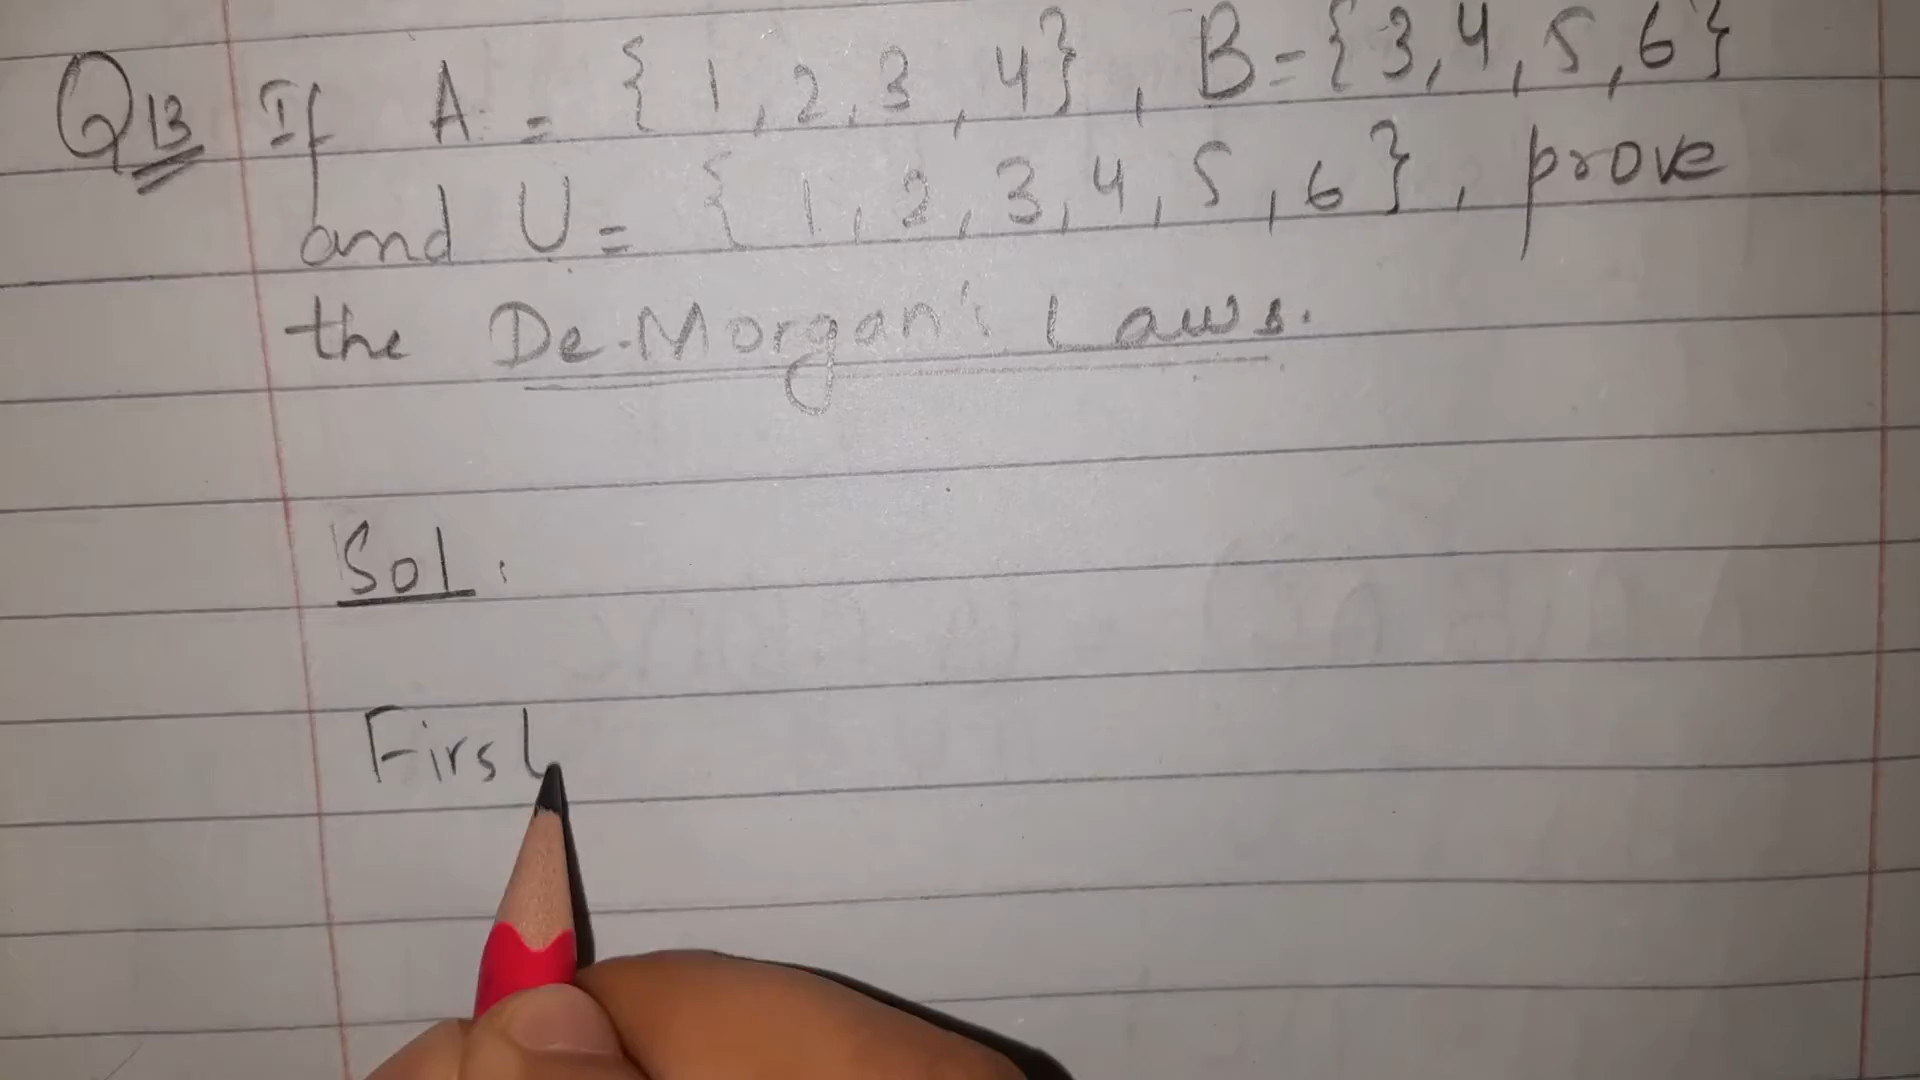 Q13 If A = { 1, 2, 3, 4}, B={3,4,5,6}
and U = { 1, 2, 3, 4, 5, 6}, prove
the De-Morgan's Laws.
Sol.
First